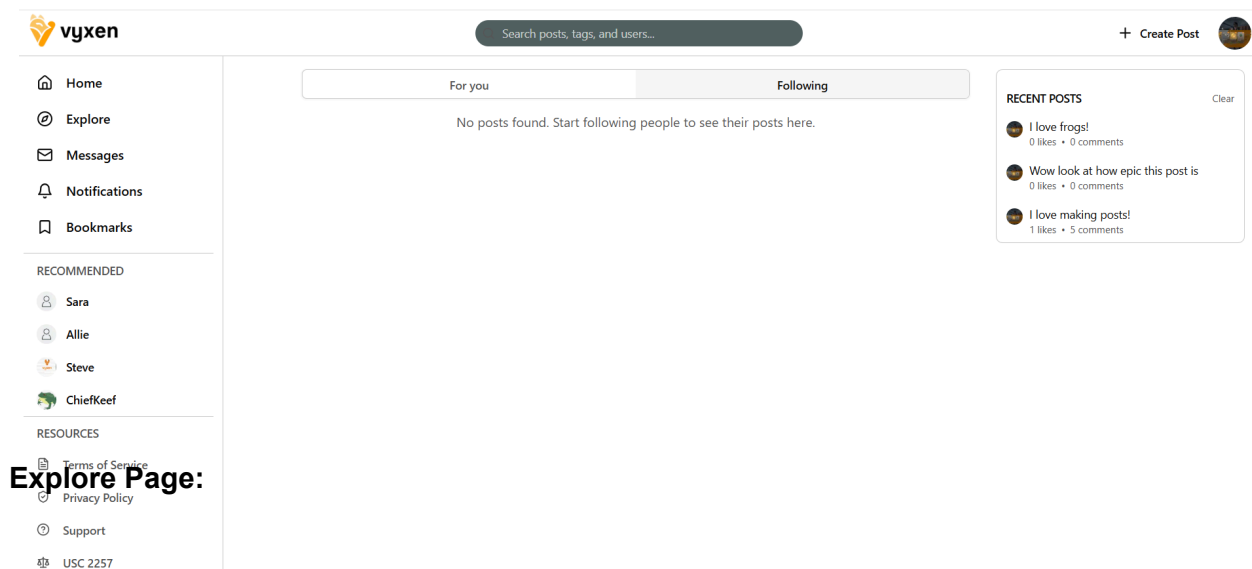 vyxen
Search posts, tags, and users...
+ Create Post
Home
Explore
Messages
Notifications
Bookmarks
RECOMMENDED
Sara
Allie
Steve
ChiefKeef
RESOURCES
Terms of Service
Explore Page:
Privacy Policy
Support
USC 2257
For you
Following
No posts found. Start following people to see their posts here.
RECENT POSTS
Clear
I love frogs!
0 likes • 0 comments
Wow look at how epic this post is
0 likes • 0 comments
I love making posts!
1 likes • 5 comments